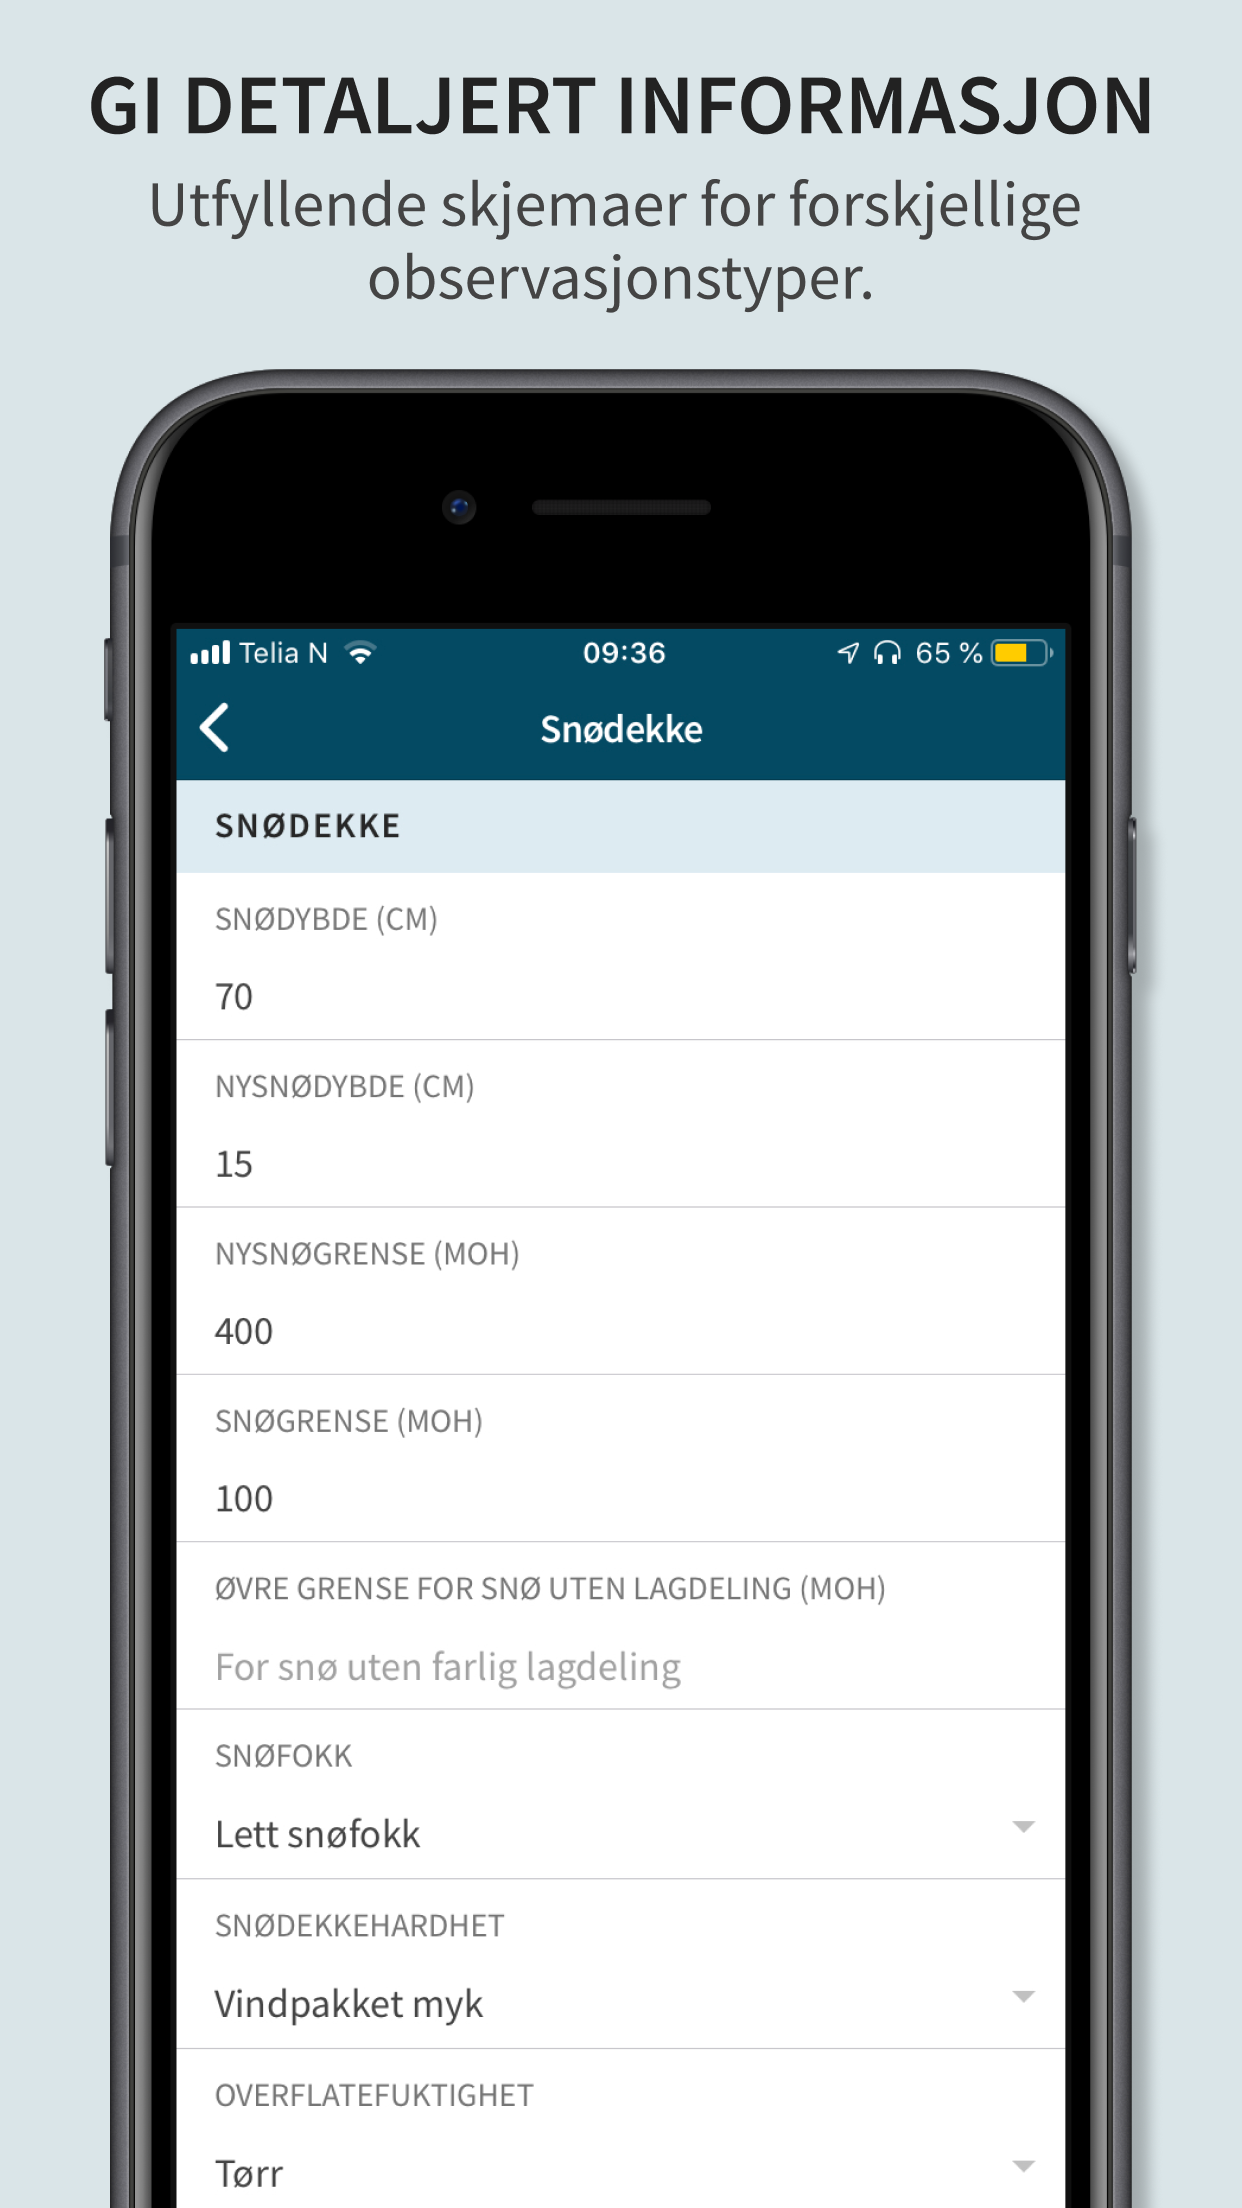 GI DETALJERT INFORMASJON
Utfyllende skjemaer for forskjellige
observasjonstyper.
Telia N 09:36 65 %
Snødekke
SNØDEKKE
SNØDYBDE (CM)
70
NYSNØDYBDE (CM)
15
NYSNØGRENSE (MOH)
400
SNØGRENSE (MOH)
100
ØVRE GRENSE FOR SNØ UTEN LAGDELING (MOH)
For snø uten farlig lagdeling
SNØFOKK
Lett snøfokk
SNØDEKKEHARDHET
Vindpakket myk
OVERFLATEFUKTIGHET
Tørr